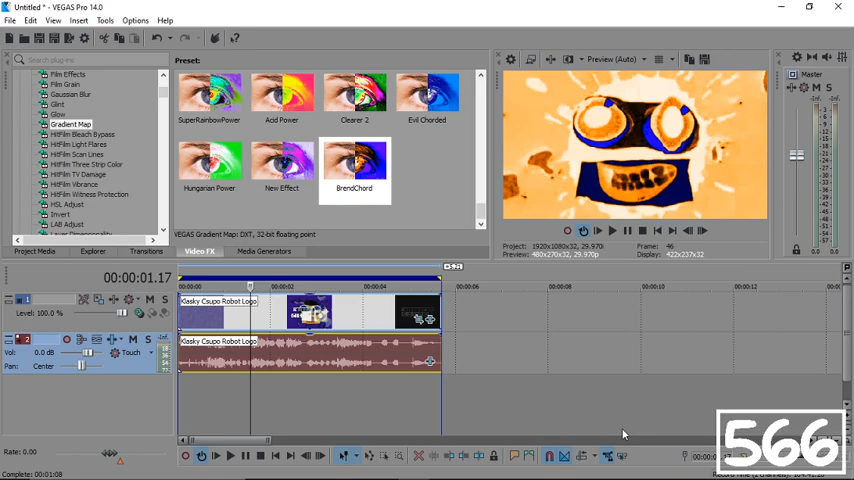 Untitled * - VEGAS Pro 14.0
File Edit View Insert Tools Options Help
Search plug-ins
Preset:
Film Effects
Film Grain
Gaussian Blur
Glint
Glow
Gradient Map
HitFilm Bleach Bypass
HitFilm Light Flares
HitFilm Scan Lines
HitFilm Three Strip Color
HitFilm TV Damage
HitFilm Vibrance
HitFilm Witness Protection
HSL Adjust
Invert
LAB Adjust
SuperRainbowPower Acid Power Clearer 2 Evil Chorded
Hungarian Power New Effect BrendChord
VEGAS Gradient Map: DXT, 32-bit floating point
Project Media Explorer Transitions Video FX Media Generators
Preview (Auto)
Project: 1920x1080x32, 29.970i Frame: 46
Preview: 480x270x32, 29.970p Display: 422x237x32
Master
M S
-Inf. -Inf.
00:00:01.17
00:00:00 00:00:02 00:00:04 00:00:06 00:00:08 00:00:10 00:00:12
1
M S
Level: 100.0 %
Klasky Csupo Robot Logo
2
M S
Vol: 0.0 dB Touch
Pan: Center
Klasky Csupo Robot Logo
Rate: 0.00
Complete: 00:01:08
566